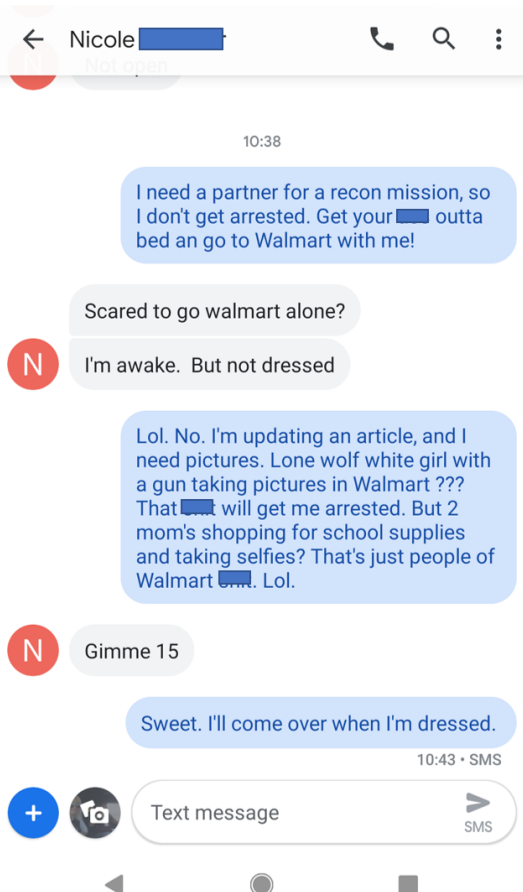 Nicole
Not open
10:38
I need a partner for a recon mission, so
I don't get arrested. Get your outta
bed an go to Walmart with me!
Scared to go walmart alone?
N
I'm awake. But not dressed
Lol. No. I'm updating an article, and I
need pictures. Lone wolf white girl with
a gun taking pictures in Walmart ???
That will get me arrested. But 2
mom's shopping for school supplies
and taking selfies? That's just people of
Walmart . Lol.
N
Gimme 15
Sweet. I'll come over when I'm dressed.
10:43 • SMS
+
Text message
SMS